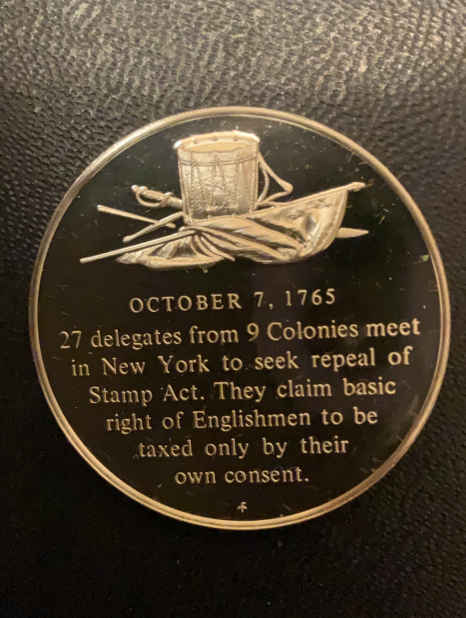 OCTOBER 7, 1765
27 delegates from 9 Colonies meet
in New York to seek repeal of
Stamp Act. They claim basic
right of Englishmen to be
taxed only by their
own consent.